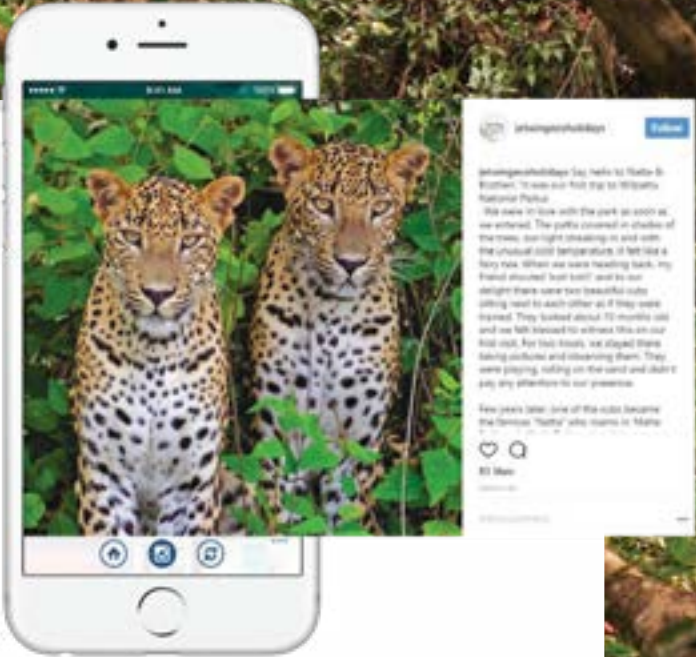 9:41 AM 100%
jetwingecoholidays
Follow
jetwingecoholidays Say hello to 'Natta &
Brother'. "It was our first trip to Wilpattu
National Park.
We were in love with the park as soon as
we entered. The paths covered in shades of
the trees, sun light streaking in and with
the unusual cold temperature, it felt like a
fairy tale. When we were heading back, my
friend shouted and to our
delight there were two beautiful cubs
sitting next to each other as if they were
trained. They looked about 10 months old
and we felt blessed to witness this on our
first visit. For two hours, we stayed there
taking pictures and observing them. They
were playing, rolling on the sand and didn't
pay any attention to our presence.
Few years later, one of the cubs became
the famous "Natta" who roams in
likes